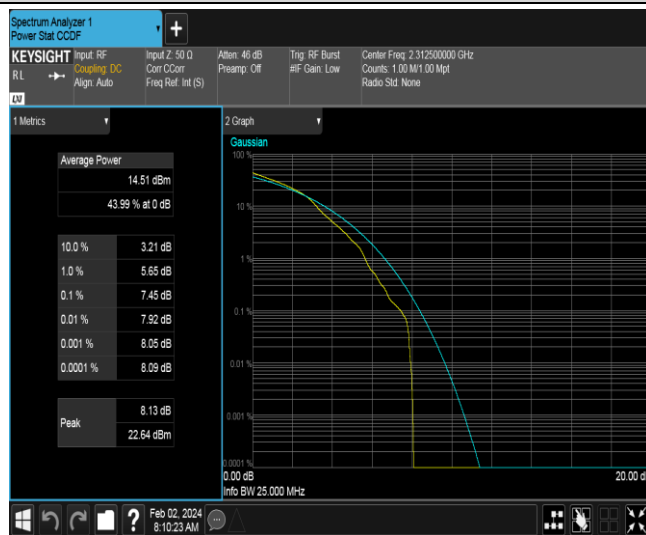 Spectrum Analyzer 1
Power Stat CCDF
+
KEYSIGHT
RL
LXI
Input: RF
Coupling: DC
Align: Auto
Input Z: 50 Ω
Corr CCorr
Freq Ref: Int (S)
Atten: 46 dB
Preamp: Off
Trig: RF Burst
#IF Gain: Low
Center Freq: 2.312500000 GHz
Counts: 1.00 M/1.00 Mpt
Radio Std: None
1 Metrics
Average Power
14.51 dBm
43.99 % at 0 dB
10.0 % 3.21 dB
1.0 % 5.65 dB
0.1 % 7.45 dB
0.01 % 7.92 dB
0.001 % 8.05 dB
0.0001 % 8.09 dB
Peak
8.13 dB
22.64 dBm
2 Graph
Gaussian
100 %
10 %
1 %
0.1 %
0.01 %
0.001 %
0.0001 %
0.00 dB
20.00 d
Info BW 25.000 MHz
?
Feb 02, 2024
8:10:23 AM